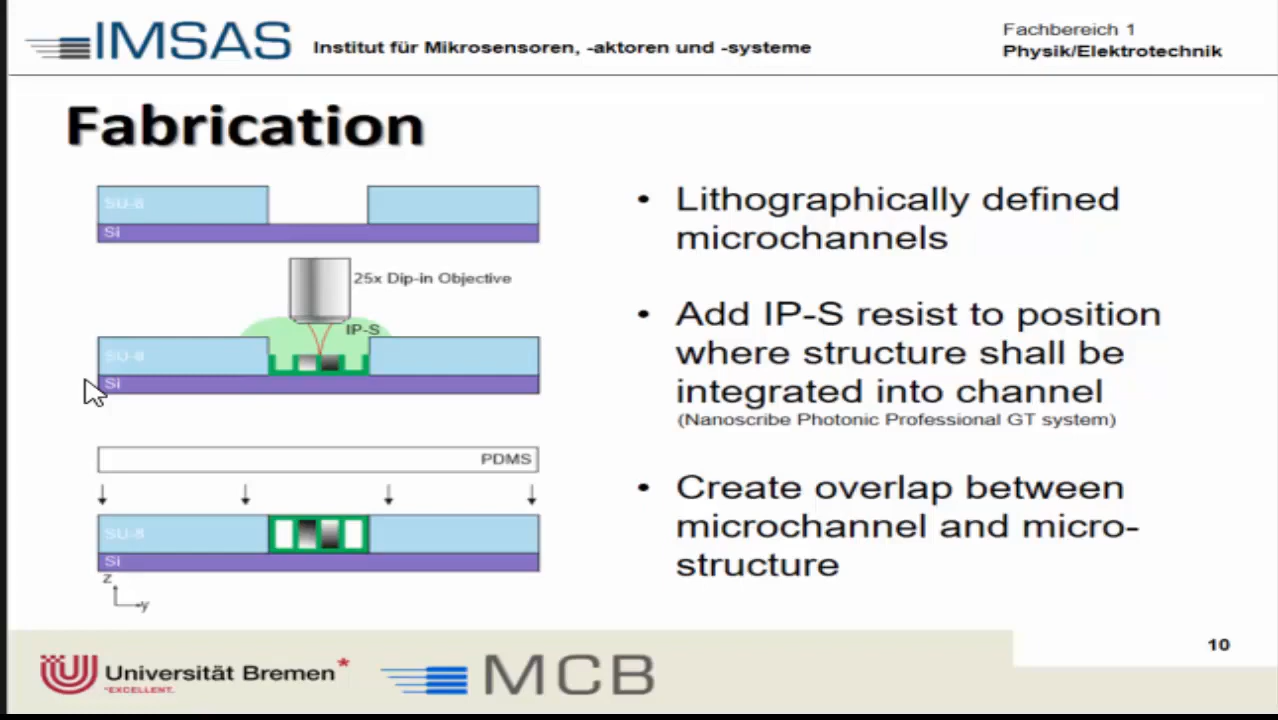 IMSAS
Institut für Mikrosensoren, -aktoren und -systeme
Fachbereich 1
Physik/Elektrotechnik
Fabrication
SU-8
Si
25x Dip-in Objective
IP-S
SU-8
Si
PDMS
SU-8
Si
z
y
• Lithographically defined
microchannels
• Add IP-S resist to position
where structure shall be
integrated into channel
(Nanoscribe Photonic Professional GT system)
• Create overlap between
microchannel and micro-
structure
10
Universität Bremen*
*EXCELLENT.
MCB